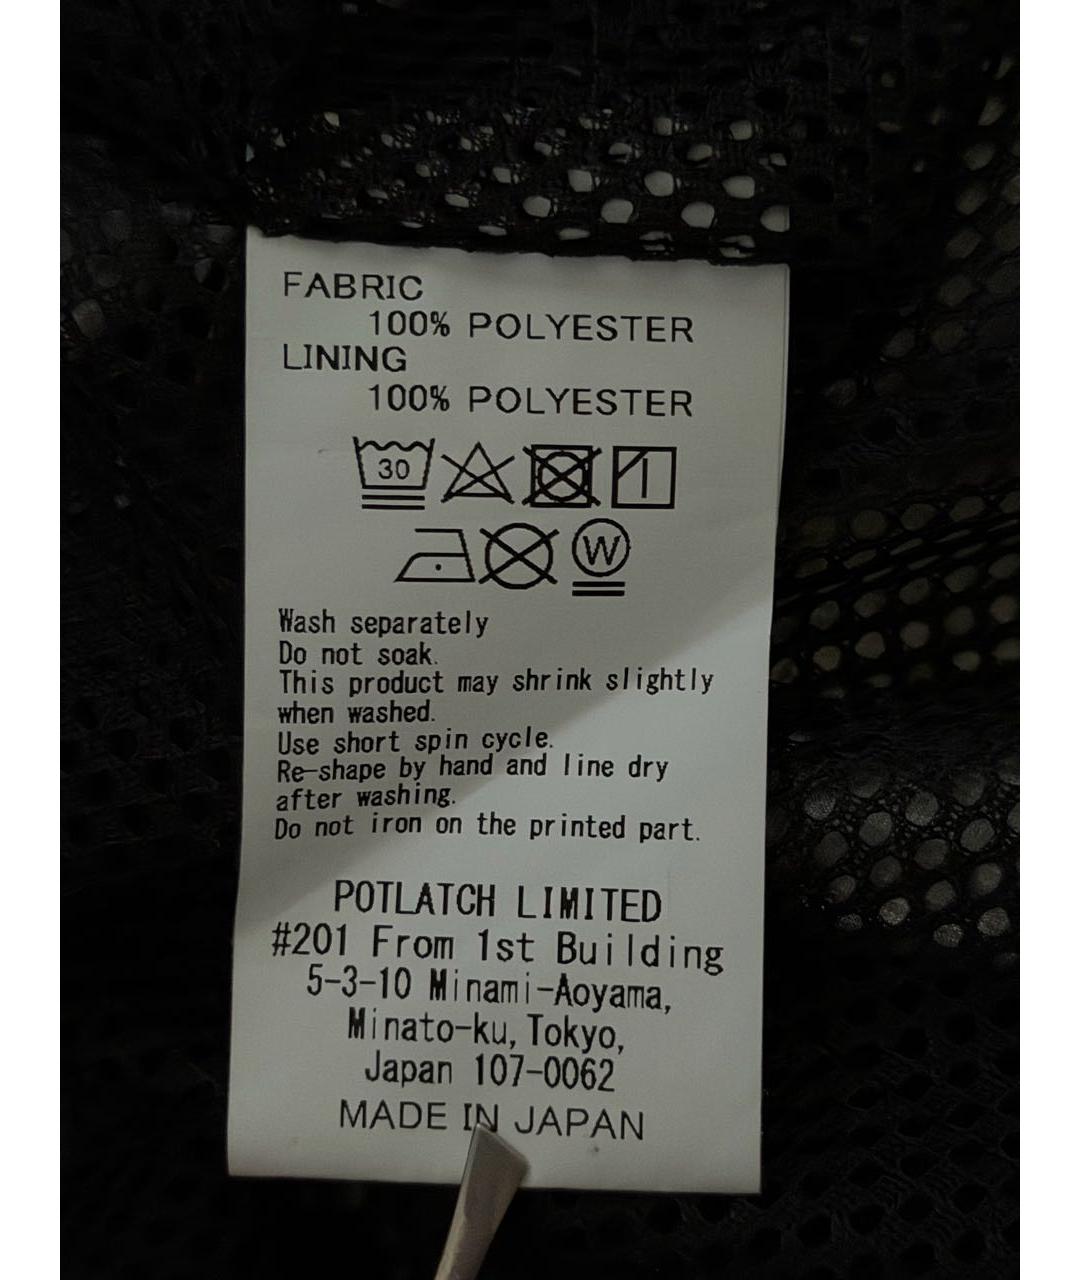 FABRIC
100% POLYESTER
LINING
100% POLYESTER
30
W
Wash separately
Do not soak.
This product may shrink slightly
when washed.
Use short spin cycle.
Re-shape by hand and line dry
after washing.
Do not iron on the printed part.
POTLATCH LIMITED
#201 From 1st Building
5-3-10 Minami-Aoyama,
Minato-ku, Tokyo,
Japan 107-0062
MADE IN JAPAN